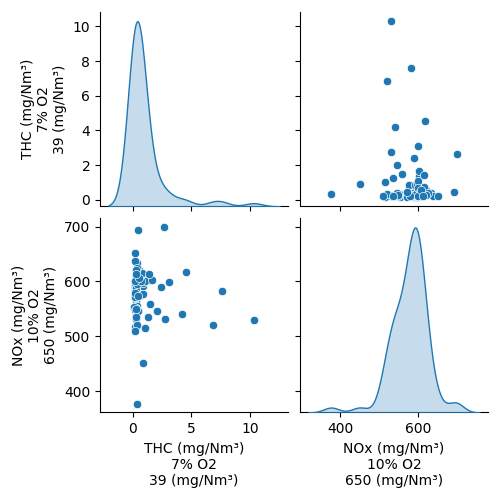 10
8
6
4
2
0
THC (mg/Nm³)
7% O2
39 (mg/Nm³)
700
600
500
400
NOx (mg/Nm³)
10% O2
650 (mg/Nm³)
0 5 10
THC (mg/Nm³)
7% O2
39 (mg/Nm³)
400 600
NOx (mg/Nm³)
10% O2
650 (mg/Nm³)